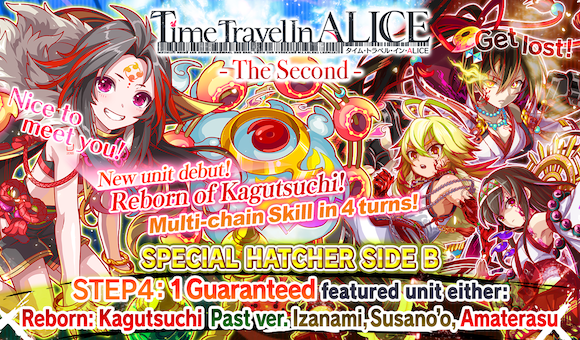 Time Travel In ALICE
タイム・トラベル・イン・ALICE
- The Second -
Get lost!
Nice to
meet you!
New unit debut!
Reborn of Kagutsuchi!
Multi-chain Skill in 4 turns!
SPECIAL HATCHER SIDE B
STEP4: 1 Guaranteed featured unit either:
Reborn: Kagutsuchi Past ver. Izanami, Susano'o, Amaterasu